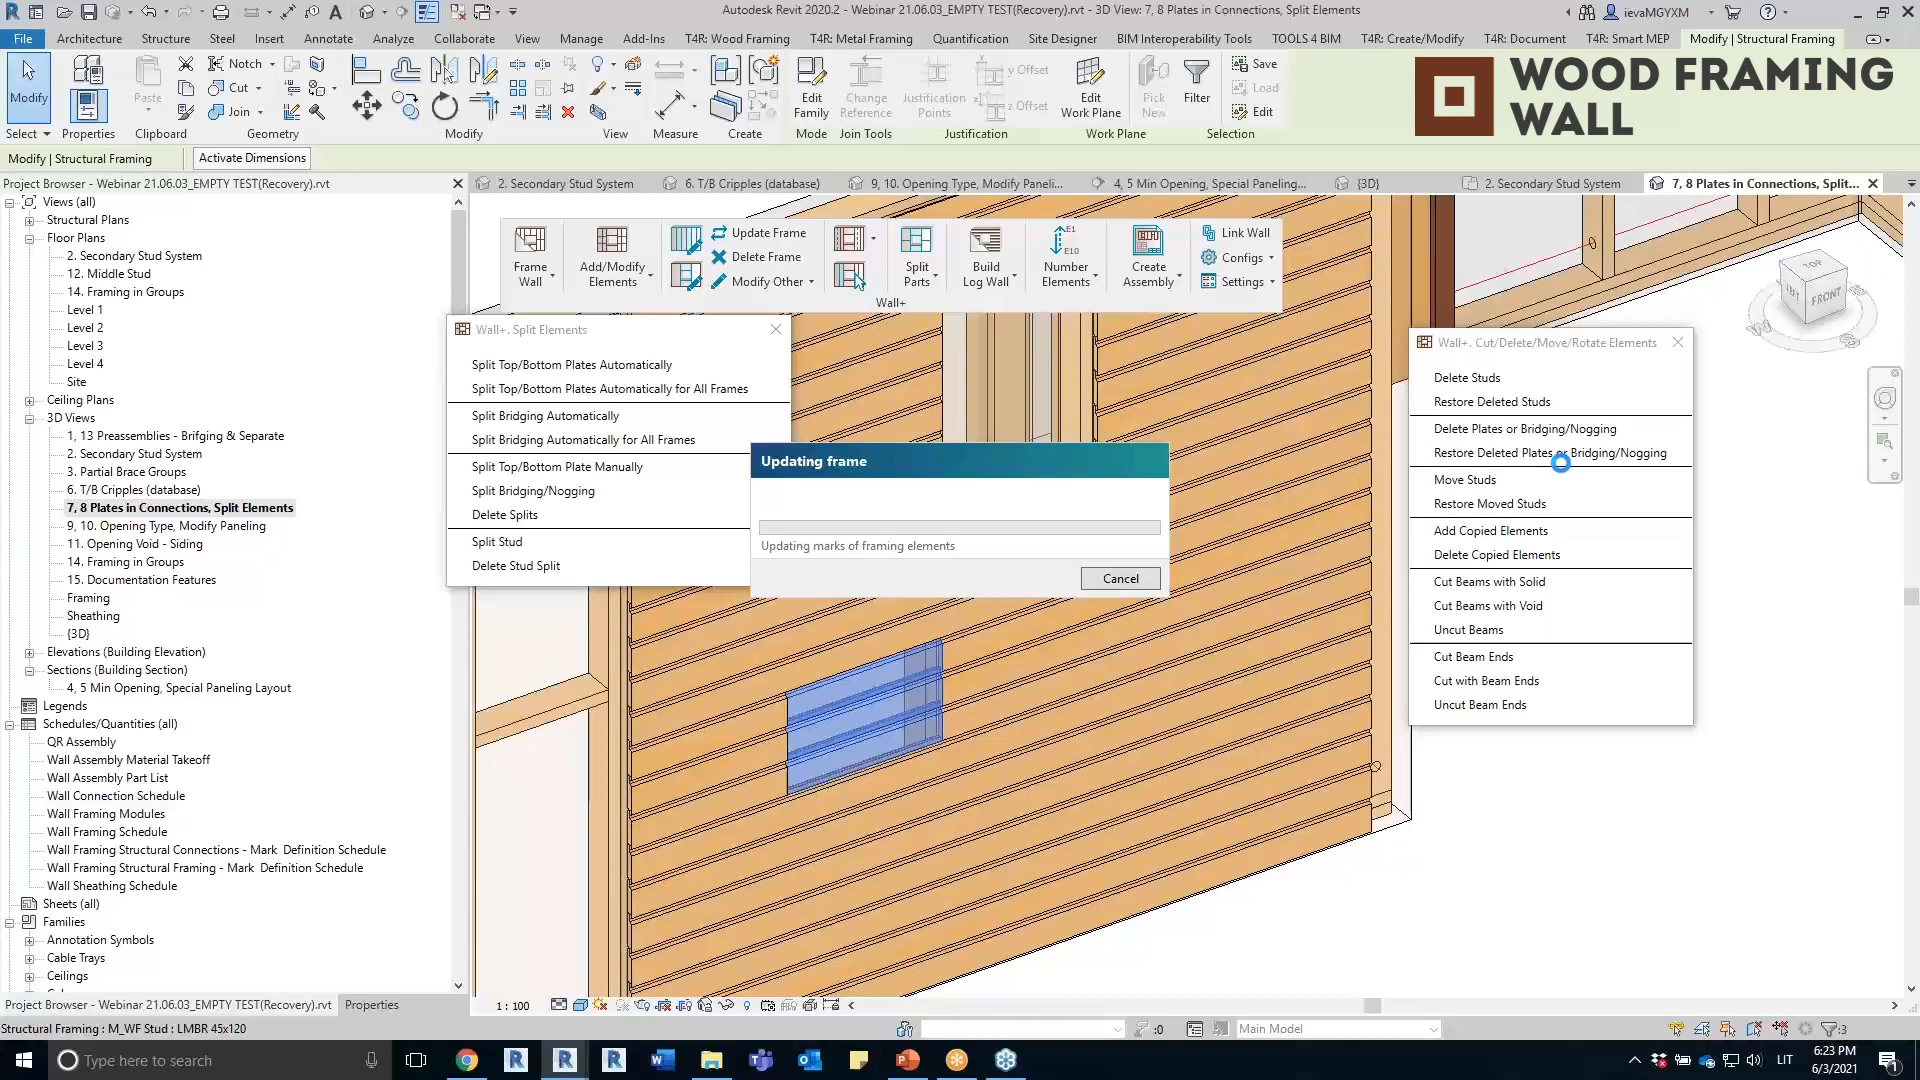 Autodesk Revit 2020.2 - Webinar 21.06.03_EMPTY TEST(Recovery).rvt - 3D View: 7, 8 Plates in Connections, Split Elements
ievaMGYXM
File Architecture Structure Steel Insert Annotate Analyze Collaborate View Manage Add-Ins T4R: Wood Framing T4R: Metal Framing Quantification Site Designer BIM Interoperability Tools TOOLS 4 BIM T4R: Create/Modify T4R: Document T4R: Smart MEP Modify | Structural Framing
Modify
Paste
Notch
Cut
Join
Edit Family
Change Reference
Justification Points
y Offset
z Offset
Edit Work Plane
Pick New
Filter
Save
Load
Edit
WOOD FRAMING
WALL
Select Properties Clipboard Geometry Modify View Measure Create Mode Join Tools Justification Work Plane Selection
Modify | Structural Framing Activate Dimensions
Project Browser - Webinar 21.06.03_EMPTY TEST(Recovery).rvt
2. Secondary Stud System 6. T/B Cripples (database) 9, 10. Opening Type, Modify Paneli... 4, 5 Min Opening, Special Paneling... {3D} 2. Secondary Stud System 7, 8 Plates in Connections, Split...
Views (all)
Structural Plans
Floor Plans
2. Secondary Stud System
12. Middle Stud
14. Framing in Groups
Level 1
Level 2
Level 3
Level 4
Site
Ceiling Plans
3D Views
1, 13 Preassemblies - Brifging & Separate
2. Secondary Stud System
3. Partial Brace Groups
6. T/B Cripples (database)
7, 8 Plates in Connections, Split Elements
9, 10. Opening Type, Modify Paneling
11. Opening Void - Siding
14. Framing in Groups
15. Documentation Features
Framing
Sheathing
{3D}
Elevations (Building Elevation)
Sections (Building Section)
4, 5 Min Opening, Special Paneling Layout
Legends
Schedules/Quantities (all)
QR Assembly
Wall Assembly Material Takeoff
Wall Assembly Part List
Wall Connection Schedule
Wall Framing Modules
Wall Framing Schedule
Wall Framing Structural Connections - Mark Definition Schedule
Wall Framing Structural Framing - Mark Definition Schedule
Wall Sheathing Schedule
Sheets (all)
Families
Annotation Symbols
Cable Trays
Ceilings
Frame Wall
Add/Modify Elements
Update Frame
Delete Frame
Modify Other
Split Parts
Build Log Wall
E1
E10
Number Elements
Create Assembly
Link Wall
Configs
Settings
Wall+
Wall+. Split Elements
Split Top/Bottom Plates Automatically
Split Top/Bottom Plates Automatically for All Frames
Split Bridging Automatically
Split Bridging Automatically for All Frames
Split Top/Bottom Plate Manually
Split Bridging/Nogging
Delete Splits
Split Stud
Delete Stud Split
Updating frame
Updating marks of framing elements
Cancel
Wall+. Cut/Delete/Move/Rotate Elements
Delete Studs
Restore Deleted Studs
Delete Plates or Bridging/Nogging
Restore Deleted Plates or Bridging/Nogging
Move Studs
Restore Moved Studs
Add Copied Elements
Delete Copied Elements
Cut Beams with Solid
Cut Beams with Void
Uncut Beams
Cut Beam Ends
Cut with Beam Ends
Uncut Beam Ends
TOP
FRONT
W
S
Project Browser - Webinar 21.06.03_EMPTY TEST(Recovery).rvt Properties
1 : 100
Structural Framing : M_WF Stud : LMBR 45x120
:0
Main Model
:3
Type here to search
LIT
6:23 PM
6/3/2021
1